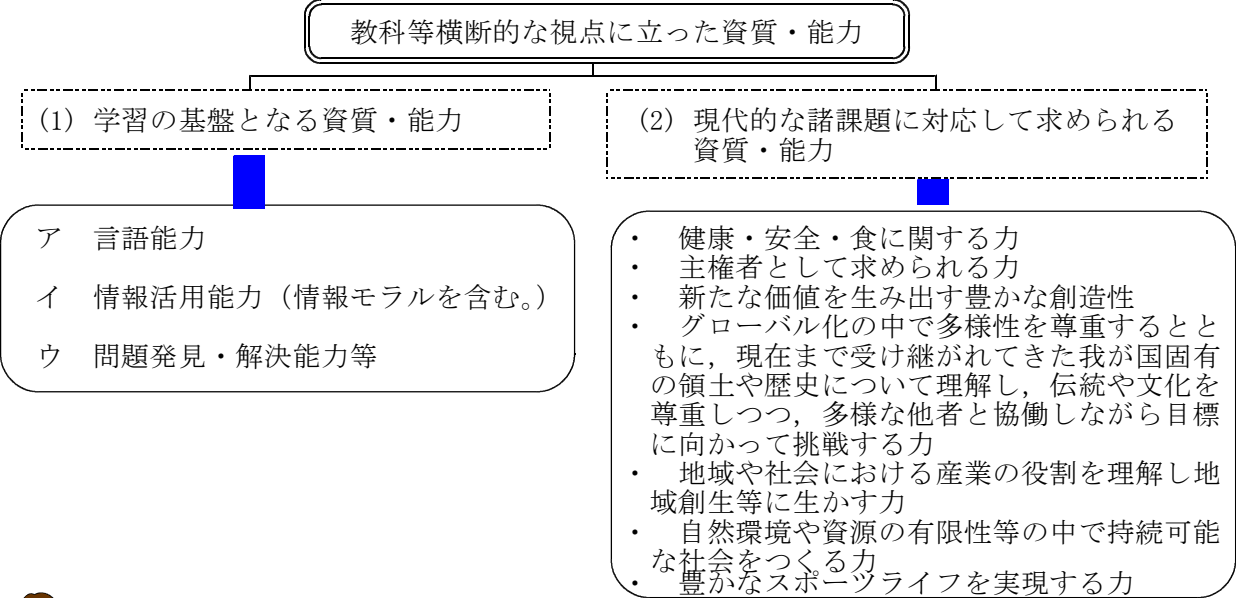 教科等横断的な視点に立った資質・能力
(1) 学習の基盤となる資質・能力
ア　言語能力
イ　情報活用能力（情報モラルを含む。）
ウ　問題発見・解決能力等
(2) 現代的な諸課題に対応して求められる
資質・能力
・　健康・安全・食に関する力
・　主権者として求められる力
・　新たな価値を生み出す豊かな創造性
・　グローバル化の中で多様性を尊重するとと
もに，現在まで受け継がれてきた我が国固有
の領土や歴史について理解し，伝統や文化を
尊重しつつ，多様な他者と協働しながら目標
に向かって挑戦する力
・　地域や社会における産業の役割を理解し地
域創生等に生かす力
・　自然環境や資源の有限性等の中で持続可能
な社会をつくる力
・　豊かなスポーツライフを実現する力